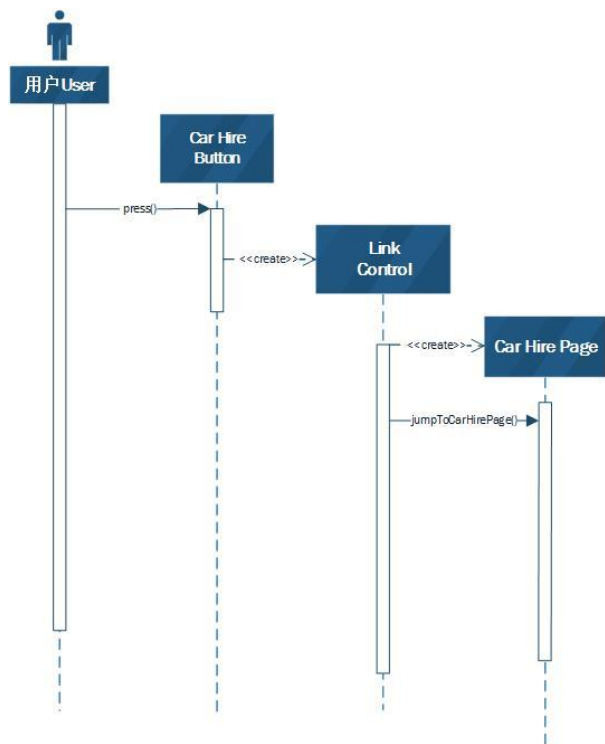 用户User
Car Hire
Button
press()
<<create>>
Link
Control
<<create>>
Car Hire Page
jumpToCarHirePage()